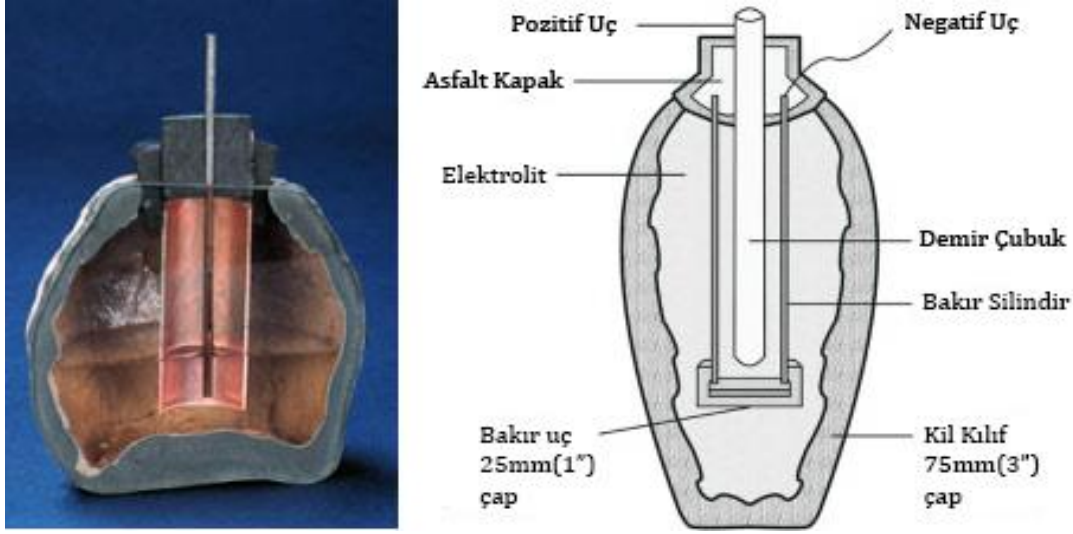 Pozitif Uç
Negatif Uç
Asfalt Kapak
Elektrolit
Demir Çubuk
Bakır Silindir
Bakır uç
25mm(1")
çap
Kil Kılıf
75mm(3")
çap